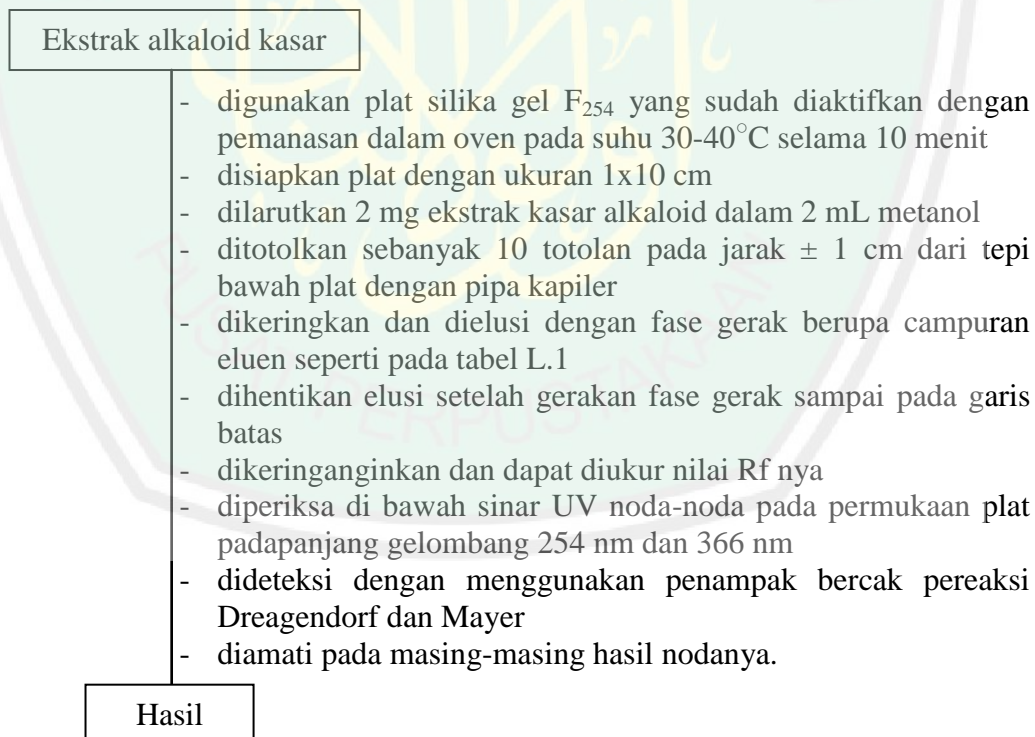 Ekstrak alkaloid kasar
- digunakan plat silika gel F₂₅₄ yang sudah diaktifkan dengan
pemanasan dalam oven pada suhu 30-40°C selama 10 menit
- disiapkan plat dengan ukuran 1x10 cm
- dilarutkan 2 mg ekstrak kasar alkaloid dalam 2 mL metanol
- ditotolkan sebanyak 10 totolan pada jarak ± 1 cm dari tepi
bawah plat dengan pipa kapiler
- dikeringkan dan dielusi dengan fase gerak berupa campuran
eluen seperti pada tabel L.1
- dihentikan elusi setelah gerakan fase gerak sampai pada garis
batas
- dikeringanginkan dan dapat diukur nilai Rf nya
- diperiksa di bawah sinar UV noda-noda pada permukaan plat
padapanjang gelombang 254 nm dan 366 nm
- dideteksi dengan menggunakan penampak bercak pereaksi
Dreagendorf dan Mayer
- diamati pada masing-masing hasil nodanya.
Hasil
PUSAT PERPUSTAKAAN